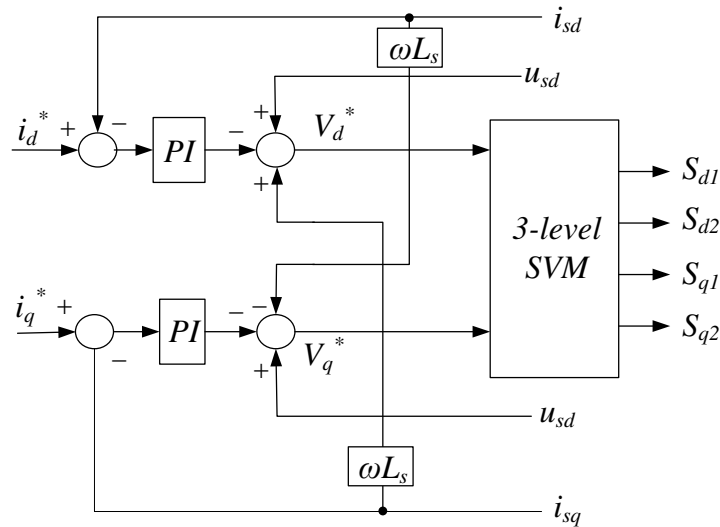 i_sd
ωL_s
u_sd
i_d^* + −
PI
− +
+
V_d^*
3-level
SVM
S_d1
S_d2
S_q1
S_q2
i_q^* +
−
PI
− −
+
V_q^*
u_sd
ωL_s
i_sq